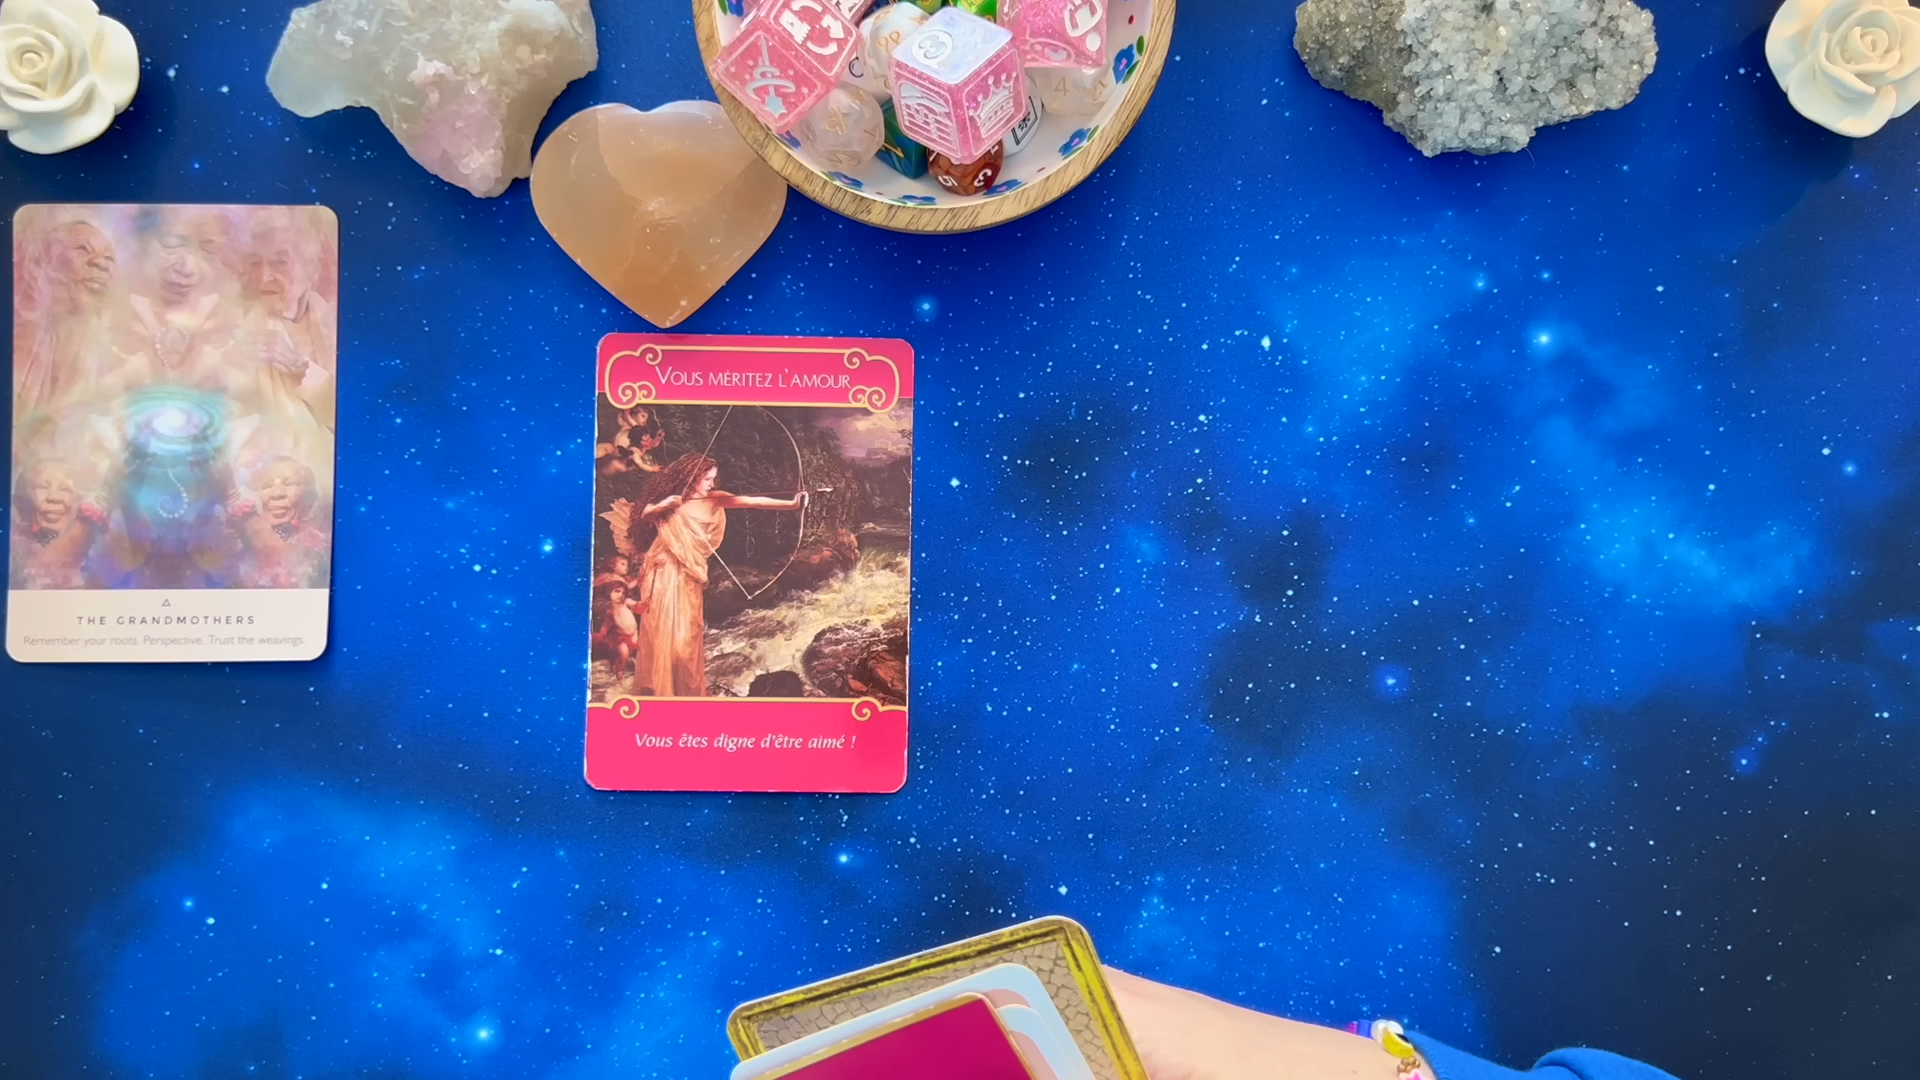 THE GRANDMOTHERS
Remember your roots. Perspective. Trust the weavings.
VOUS MÉRITEZ L'AMOUR
Vous êtes digne d'être aimé !